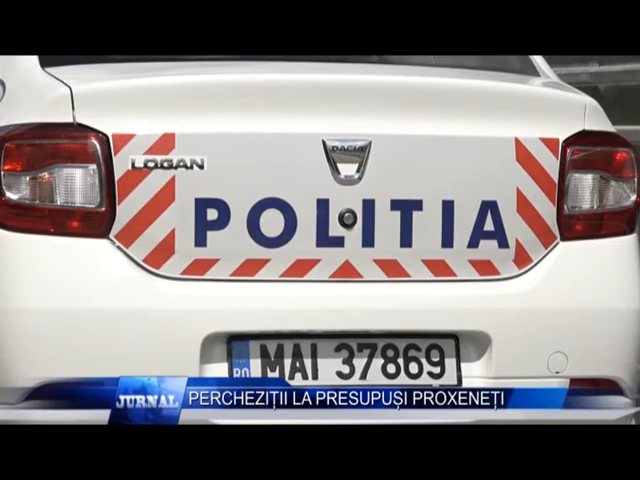 DACIA
LOGAN
POLITIA
RO
MAI 37869
JURNAL
PERCHEZIȚII LA PRESUPUȘI PROXENEȚI